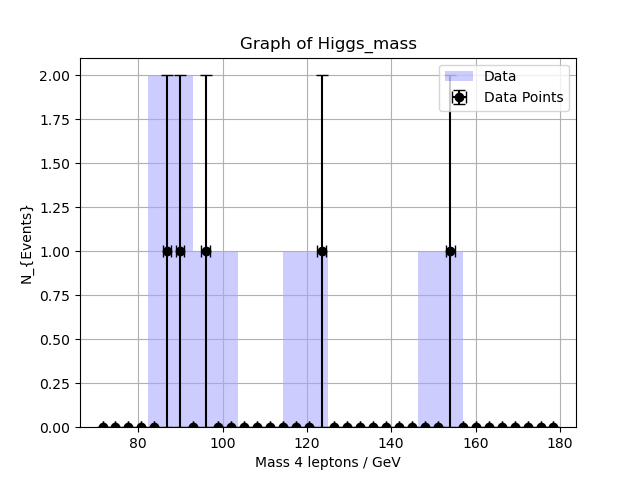 Graph of Higgs_mass
Data
Data Points
2.00
1.75
1.50
1.25
1.00
0.75
0.50
0.25
0.00
N_{Events}
80 100 120 140 160 180
Mass 4 leptons / GeV